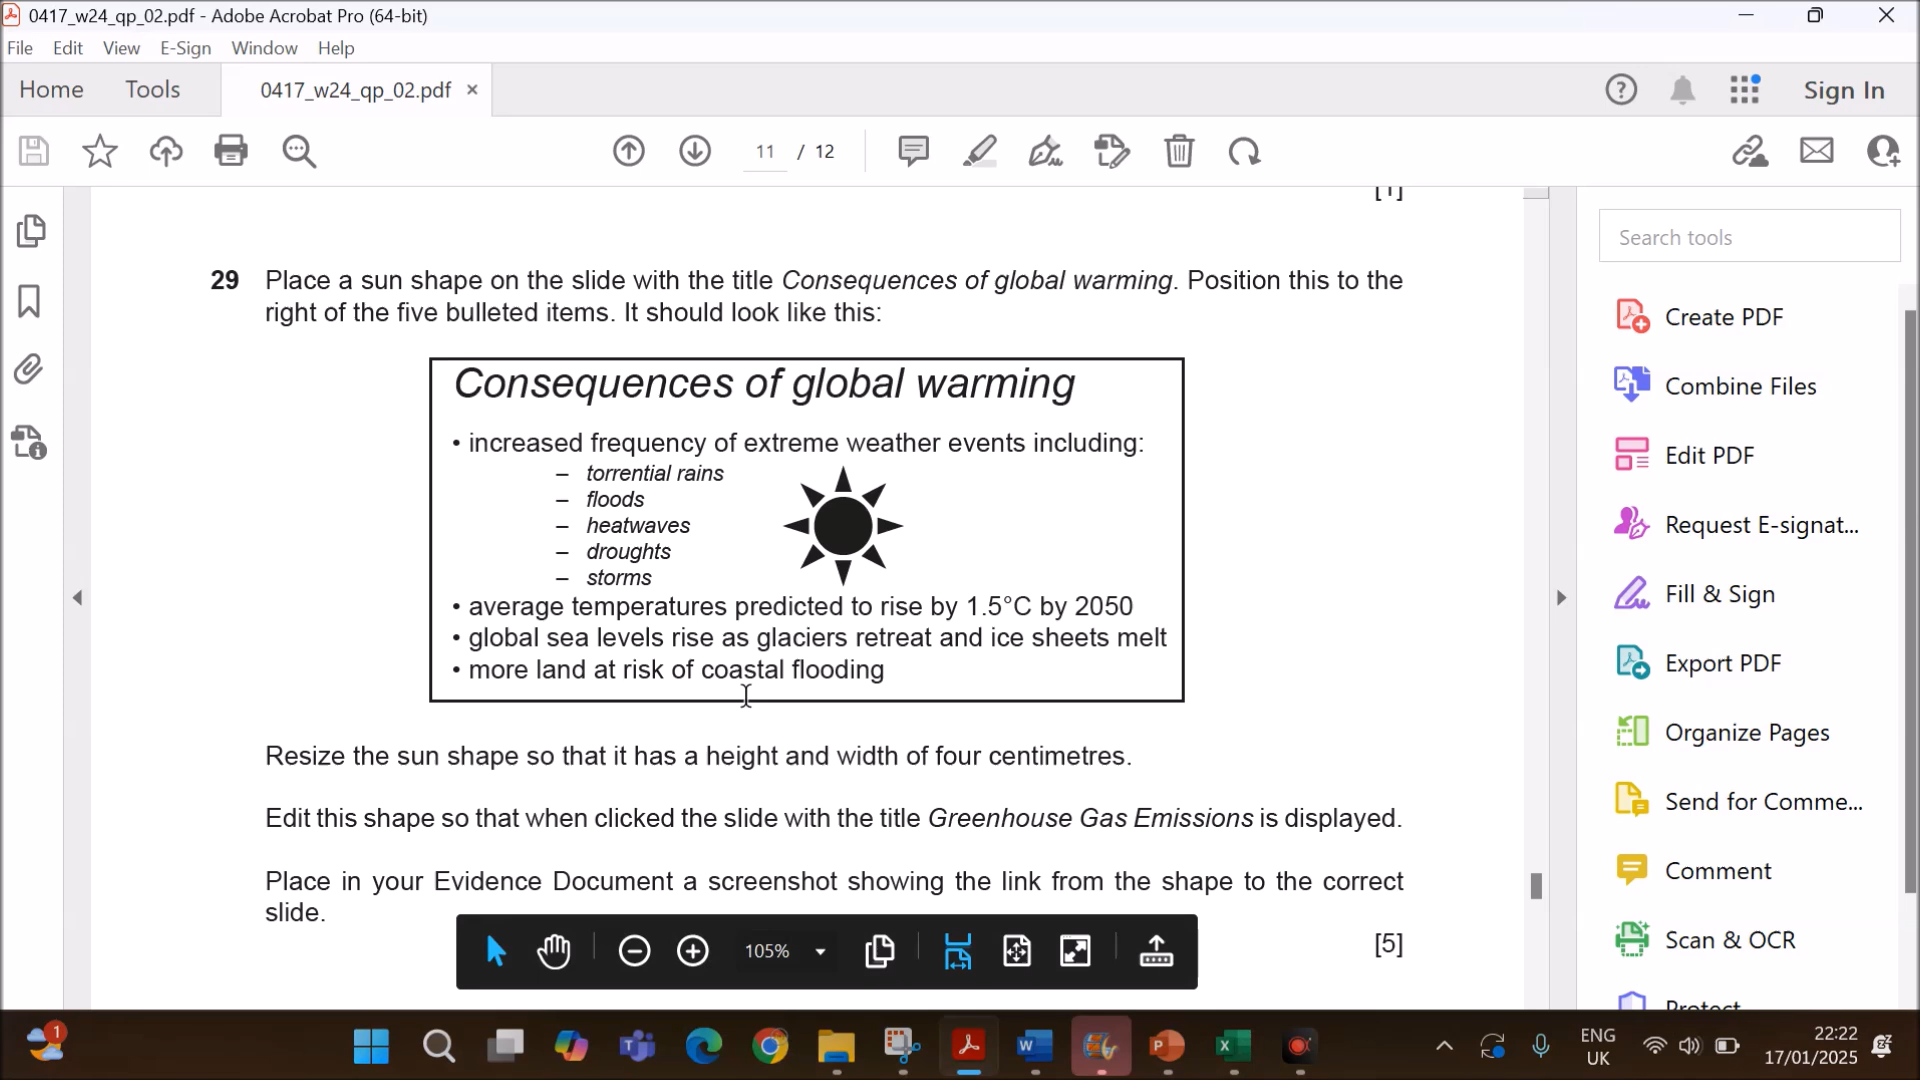 0417_w24_qp_02.pdf - Adobe Acrobat Pro (64-bit)
File Edit View E-Sign Window Help
Home Tools 0417_w24_qp_02.pdf × Sign In
11 / 12
[1]
Search tools
29 Place a sun shape on the slide with the title Consequences of global warming. Position this to the
right of the five bulleted items. It should look like this:
Consequences of global warming
• increased frequency of extreme weather events including:
– torrential rains
– floods
– heatwaves
– droughts
– storms
• average temperatures predicted to rise by 1.5°C by 2050
• global sea levels rise as glaciers retreat and ice sheets melt
• more land at risk of coastal flooding
Resize the sun shape so that it has a height and width of four centimetres.
Edit this shape so that when clicked the slide with the title Greenhouse Gas Emissions is displayed.
Place in your Evidence Document a screenshot showing the link from the shape to the correct
slide.
[5]
105%
Create PDF
Combine Files
Edit PDF
Request E-signat...
Fill & Sign
Export PDF
Organize Pages
Send for Comme...
Comment
Scan & OCR
Protect
1
ENG
UK
22:22
17/01/2025